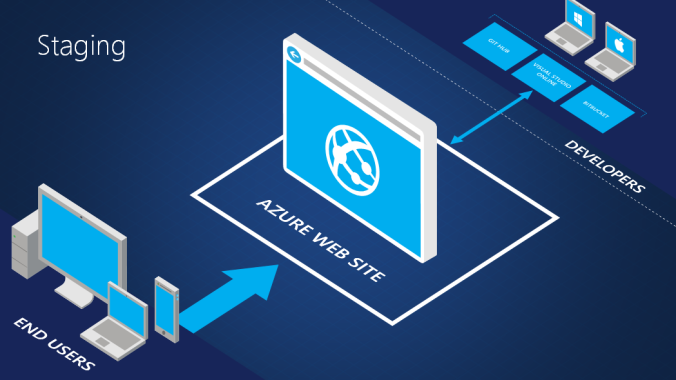 Staging
GIT HUB
VISUAL STUDIO
ONLINE
BITBUCKET
DEVELOPERS
AZURE WEB SITE
END USERS